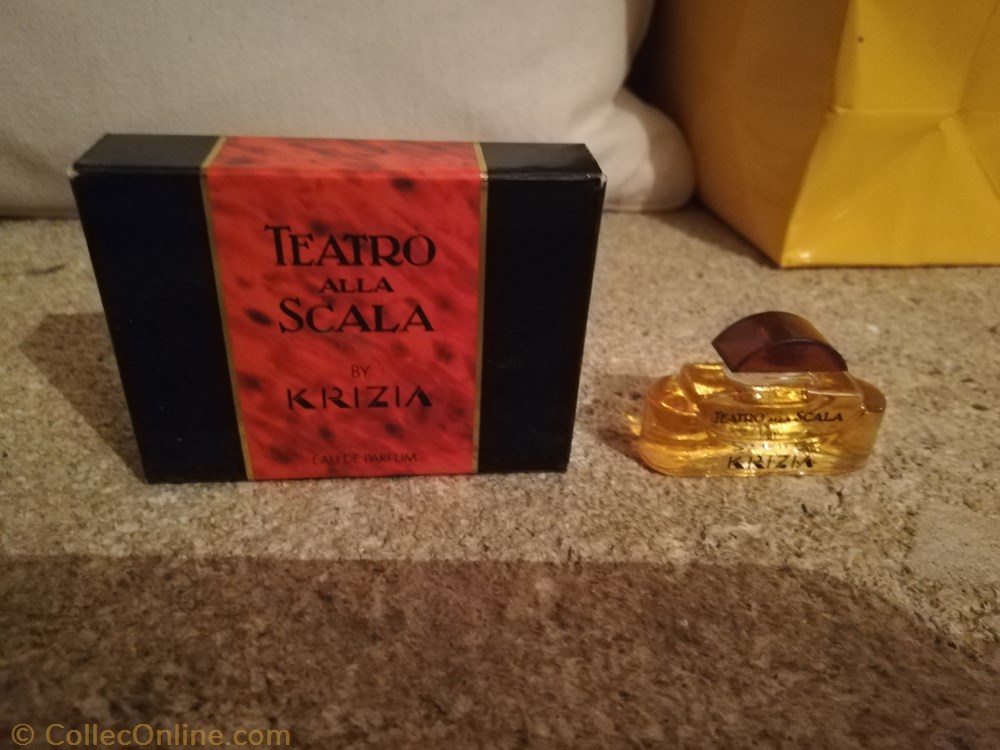 TEATRO
ALLA
SCALA
BY
KRIZIA
EAU DE PARFUM
TEATRO ALLA SCALA
KRIZIA
© CollecOnline.com